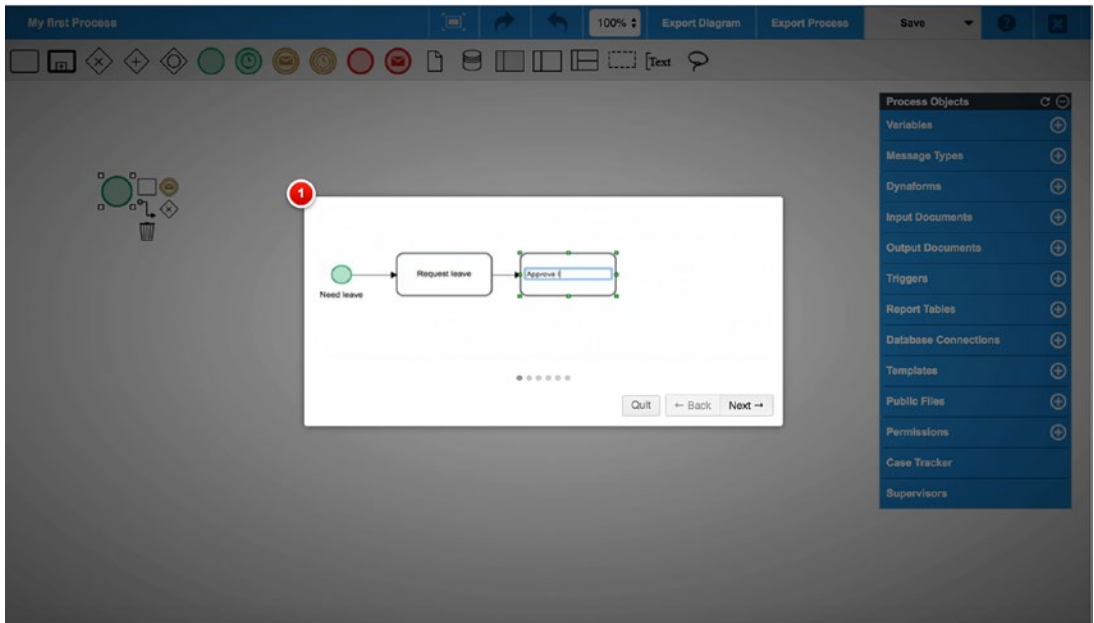 My first Process
100%
Export Diagram
Export Process
Save
?
Text
Process Objects
Variables
Message Types
Dynaforms
Input Documents
Output Documents
Triggers
Report Tables
Database Connections
Templates
Public Files
Permissions
Case Tracker
Supervisors
1
Request leave
Approve l
Need leave
Quit
← Back
Next →